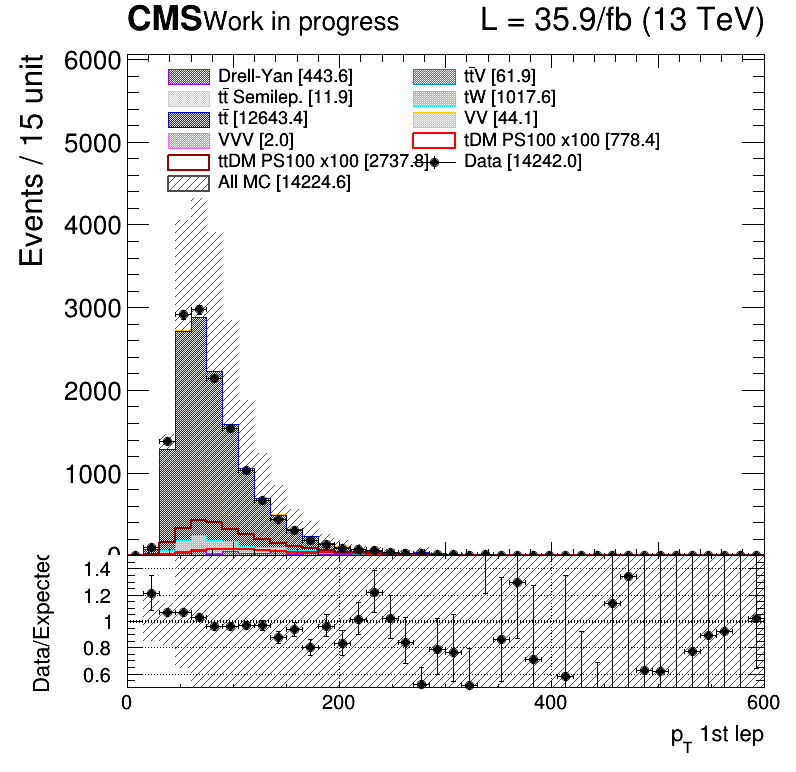 CMS Work in progress L = 35.9/fb (13 TeV)
Events / 15 unit
6000
5000
4000
3000
2000
1000
0
Drell-Yan [443.6] tt̄V [61.9]
tt̄ Semilep. [11.9] tW [1017.6]
tt̄ [12643.4] VV [44.1]
VVV [2.0] tDM PS100 x100 [778.4]
ttDM PS100 x100 [2737.8] Data [14242.0]
All MC [14224.6]
Data/Expected
1.4
1.2
1
0.8
0.6
0 200 400 600
p_T 1st lep